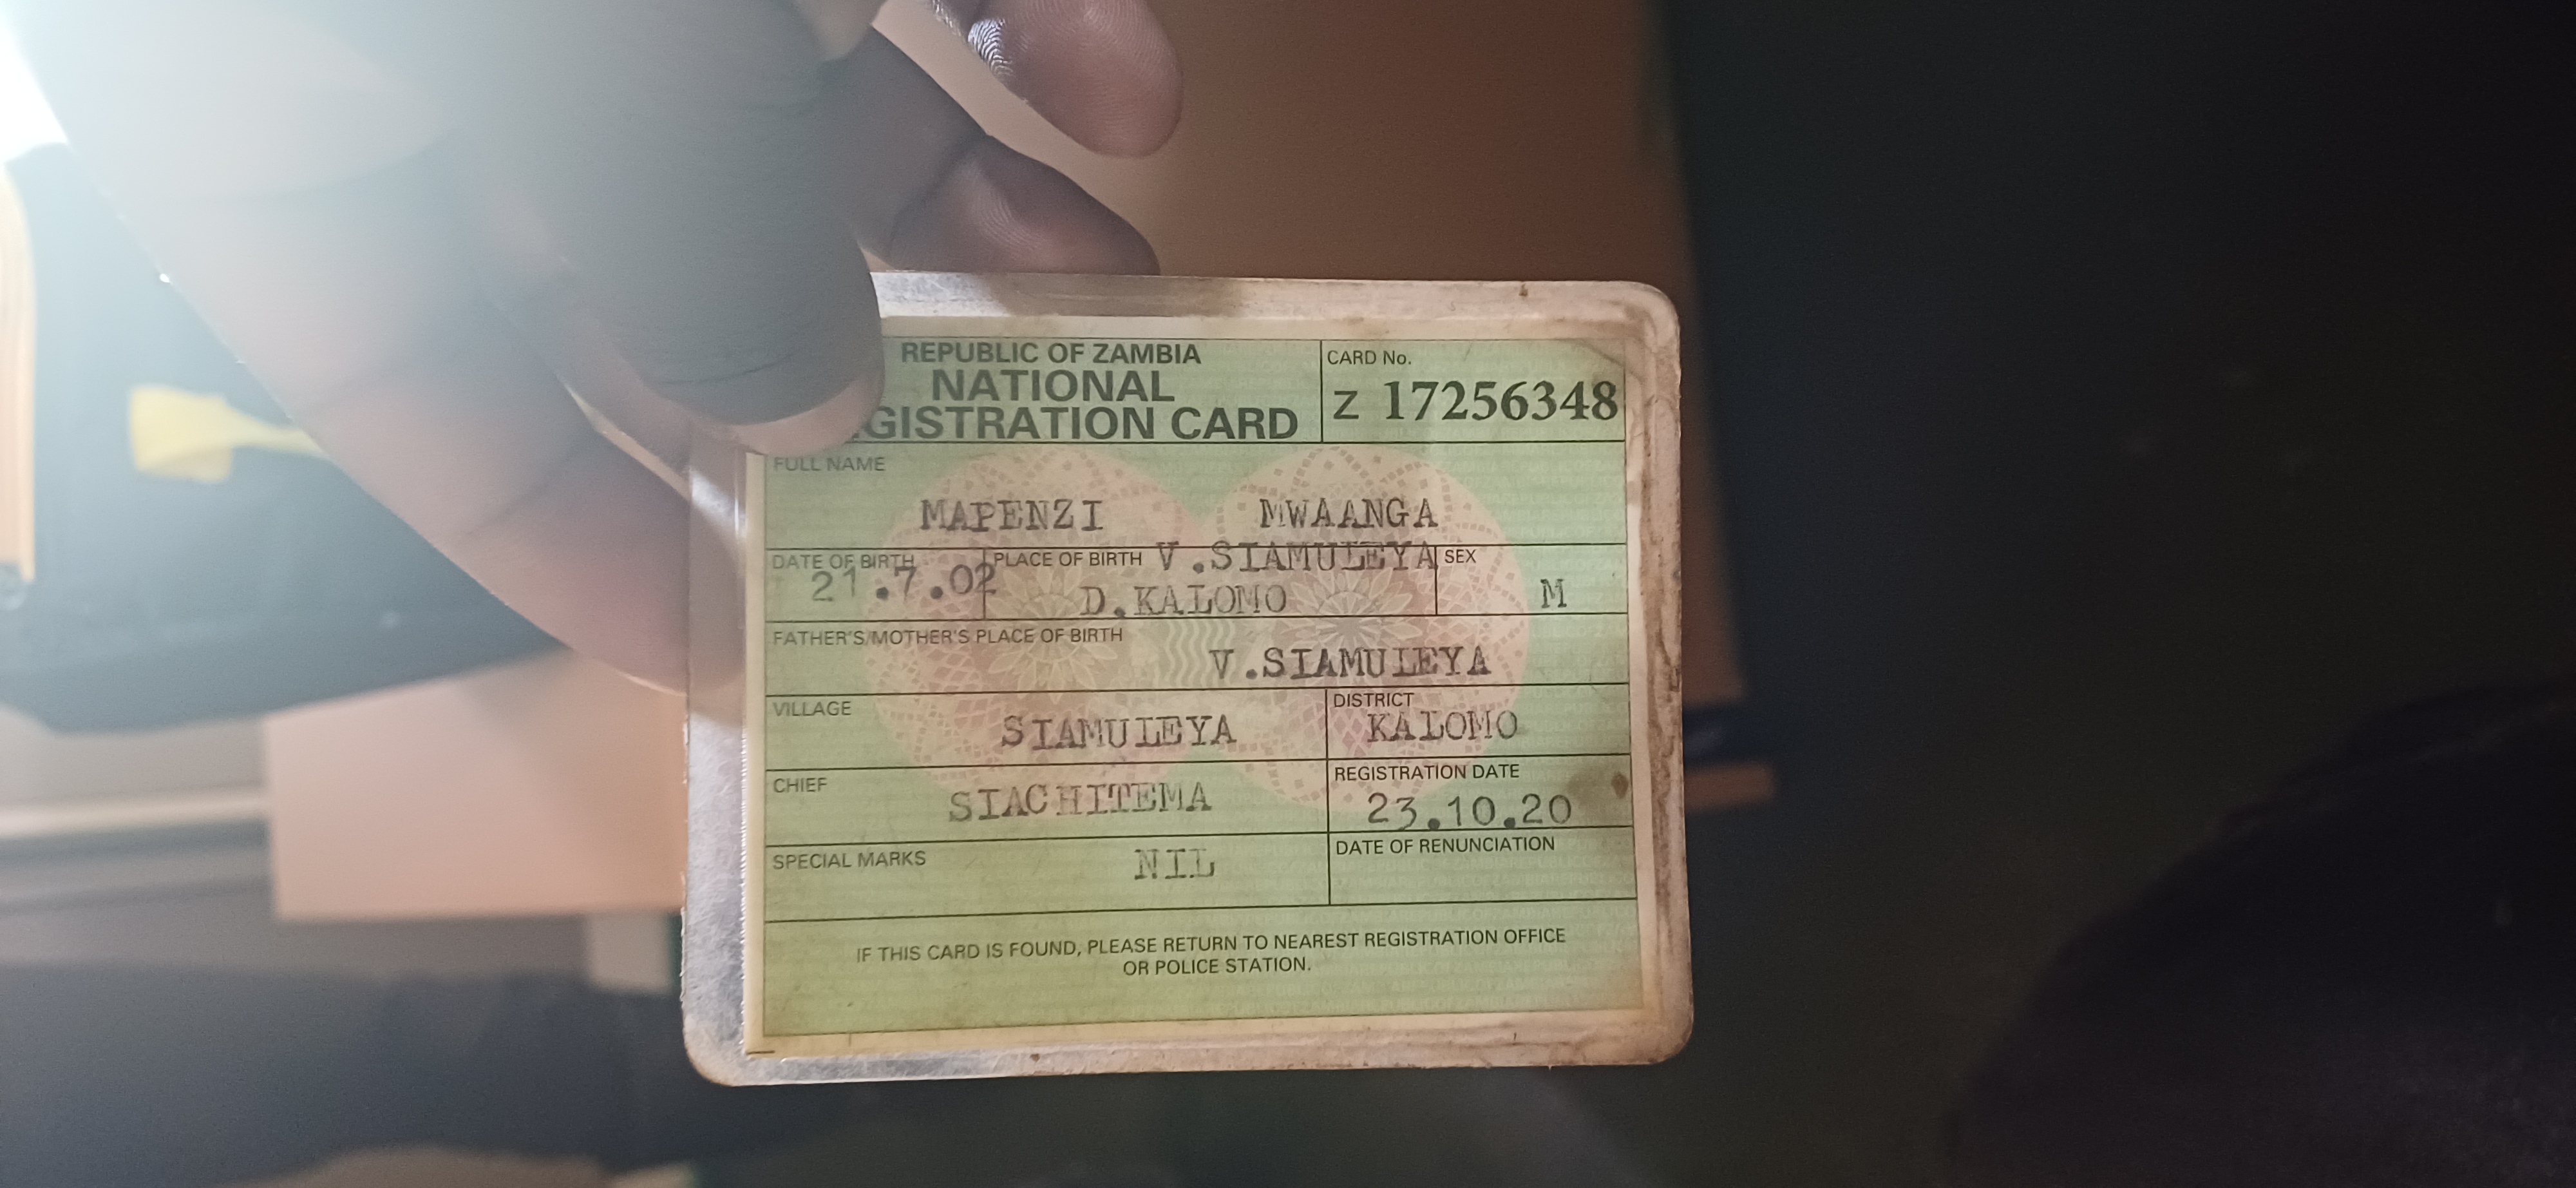 REPUBLIC OF ZAMBIA
NATIONAL
GISTRATION CARD
CARD No.
Z 17256348
FULL NAME
MAPENZI MWAANGA
DATE OF BIRTH
21.7.02
PLACE OF BIRTH V.SIAMULEYA
D.KALOMO
SEX
M
FATHER'S/MOTHER'S PLACE OF BIRTH
V.SIAMULEYA
VILLAGE
SIAMULEYA
DISTRICT
KALOMO
CHIEF
SIACHITEMA
REGISTRATION DATE
23.10.20
SPECIAL MARKS
NIL
DATE OF RENUNCIATION
IF THIS CARD IS FOUND, PLEASE RETURN TO NEAREST REGISTRATION OFFICE
OR POLICE STATION.